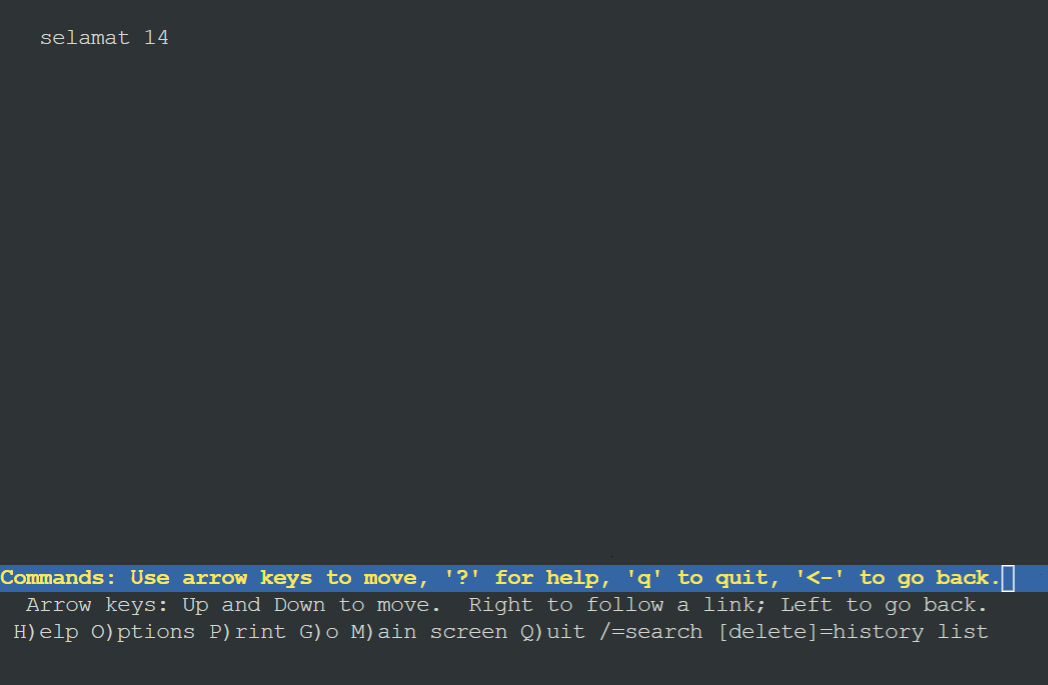 selamat 14
Commands: Use arrow keys to move, '?' for help, 'q' to quit, '<-' to go back.
Arrow keys: Up and Down to move.  Right to follow a link; Left to go back.
H)elp O)ptions P)rint G)o M)ain screen Q)uit /=search [delete]=history list